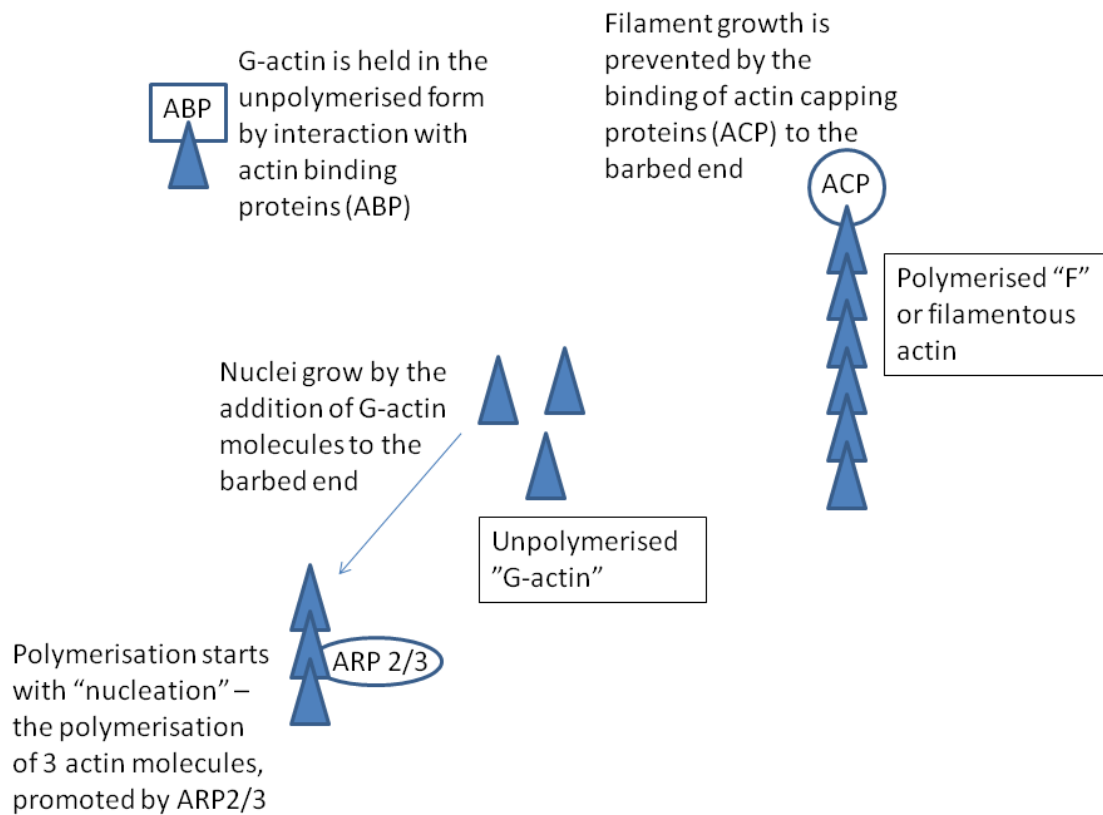 ABP
G-actin is held in the
unpolymerised form
by interaction with
actin binding
proteins (ABP)
Filament growth is
prevented by the
binding of actin capping
proteins (ACP) to the
barbed end
ACP
Polymerised “F”
or filamentous
actin
Nuclei grow by the
addition of G-actin
molecules to the
barbed end
Unpolymerised
”G-actin”
Polymerisation starts
with “nucleation” –
the polymerisation
of 3 actin molecules,
promoted by ARP2/3
ARP 2/3